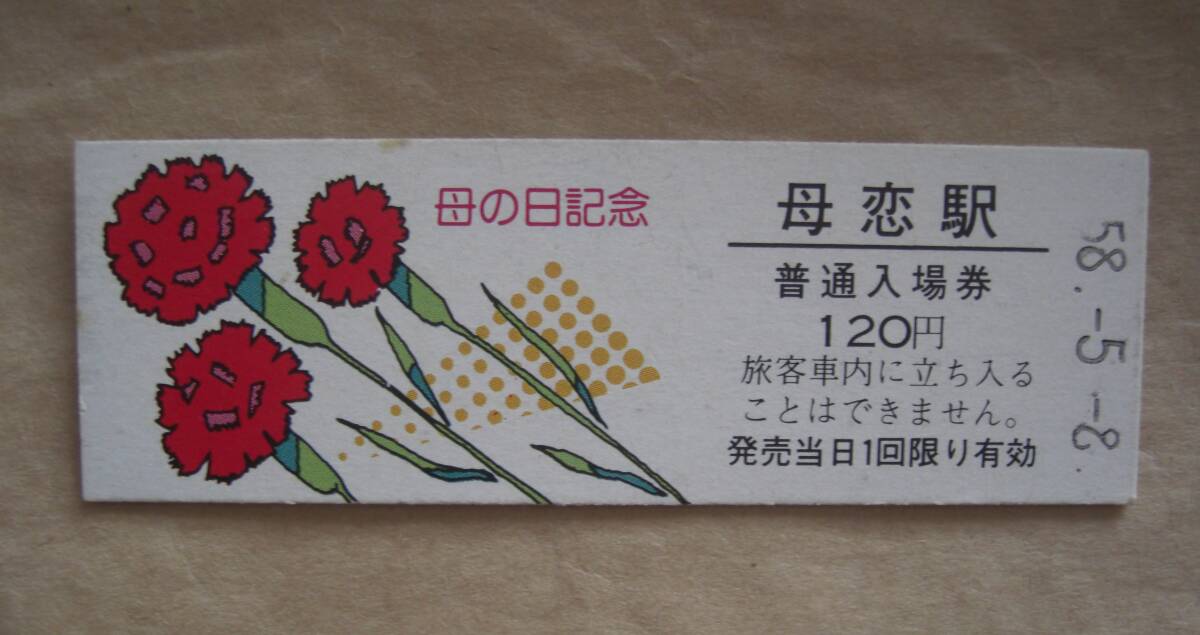 母の日記念
母恋駅
普通入場券
120円
旅客車内に立ち入る
ことはできません。
発売当日1回限り有効
58.-5.-8.